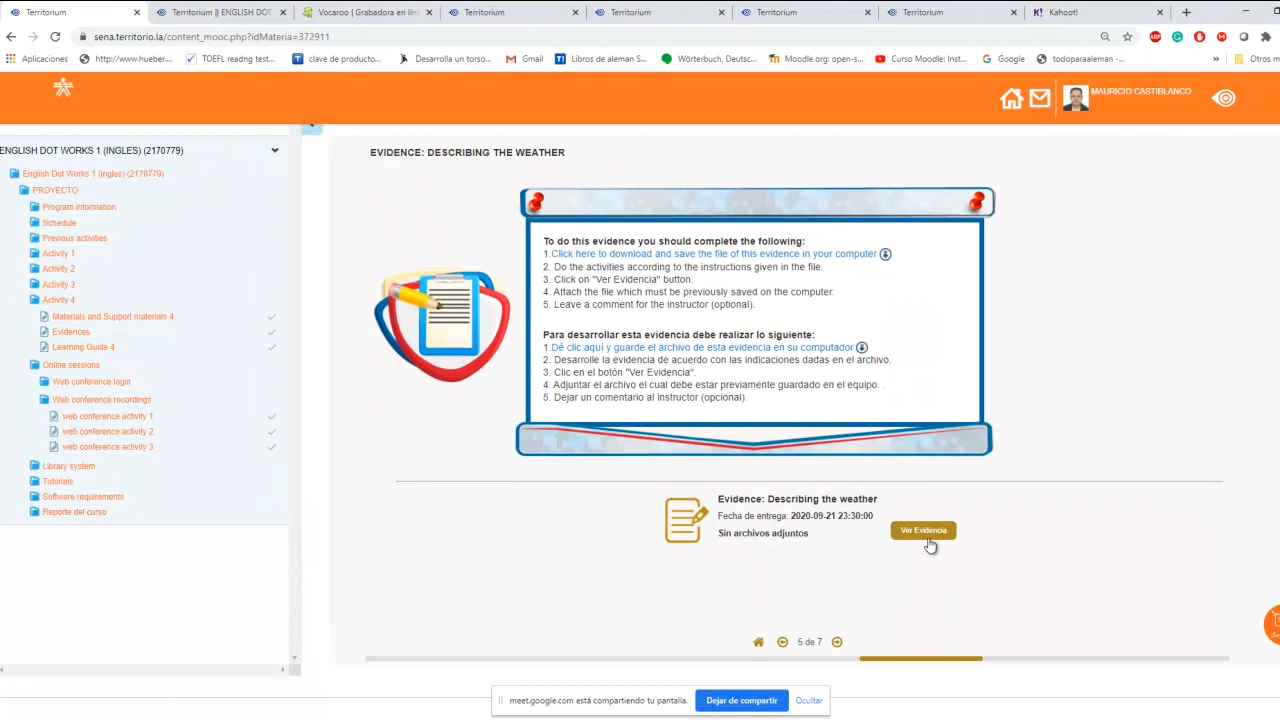 Territorium
Territorium || ENGLISH DOT
Vocaroo | Grabadora en lín
Territorium
Territorium
Territorium
Territorium
Kahoot!
sena.territorio.la/content_mooc.php?idMateria=372911
Aplicaciones
http://www.hueber...
TOEFL readng test...
clave de producto...
Desarrolla un torso...
Gmail
Libros de aleman S...
Wörterbuch, Deutsc...
Moodle.org: open-s...
Curso Moodle: Inst...
Google
todoparaaleman -...
Otros m
MAURICIO CASTIBLANCO
ENGLISH DOT WORKS 1 (INGLES) (2170779)
English Dot Works 1 (ingles) (2170779)
PROYECTO
Program information
Schedule
Previous activities
Activity 1
Activity 2
Activity 3
Activity 4
Materials and Support materials 4
Evidences
Learning Guide 4
Online sessions
Web conference login
Web conference recordings
web conference activity 1
web conference activity 2
web conference activity 3
Library system
Tutorials
Software requirements
Reporte del curso
EVIDENCE: DESCRIBING THE WEATHER
To do this evidence you should complete the following:
1.Click here to download and save the file of this evidence in your computer
2. Do the activities according to the instructions given in the file.
3. Click on "Ver Evidencia" button.
4. Attach the file which must be previously saved on the computer.
5. Leave a comment for the instructor (optional).
Para desarrollar esta evidencia debe realizar lo siguiente:
1.Dé clic aquí y guarde el archivo de esta evidencia en su computador
2. Desarrolle la evidencia de acuerdo con las indicaciones dadas en el archivo.
3. Clic en el botón "Ver Evidencia".
4. Adjuntar el archivo el cual debe estar previamente guardado en el equipo. .
5. Dejar un comentario al instructor (opcional).
Evidence: Describing the weather
Fecha de entrega: 2020-09-21 23:30:00
Sin archivos adjuntos
Ver Evidencia
5 de 7
meet.google.com está compartiendo tu pantalla.
Dejar de compartir
Ocultar